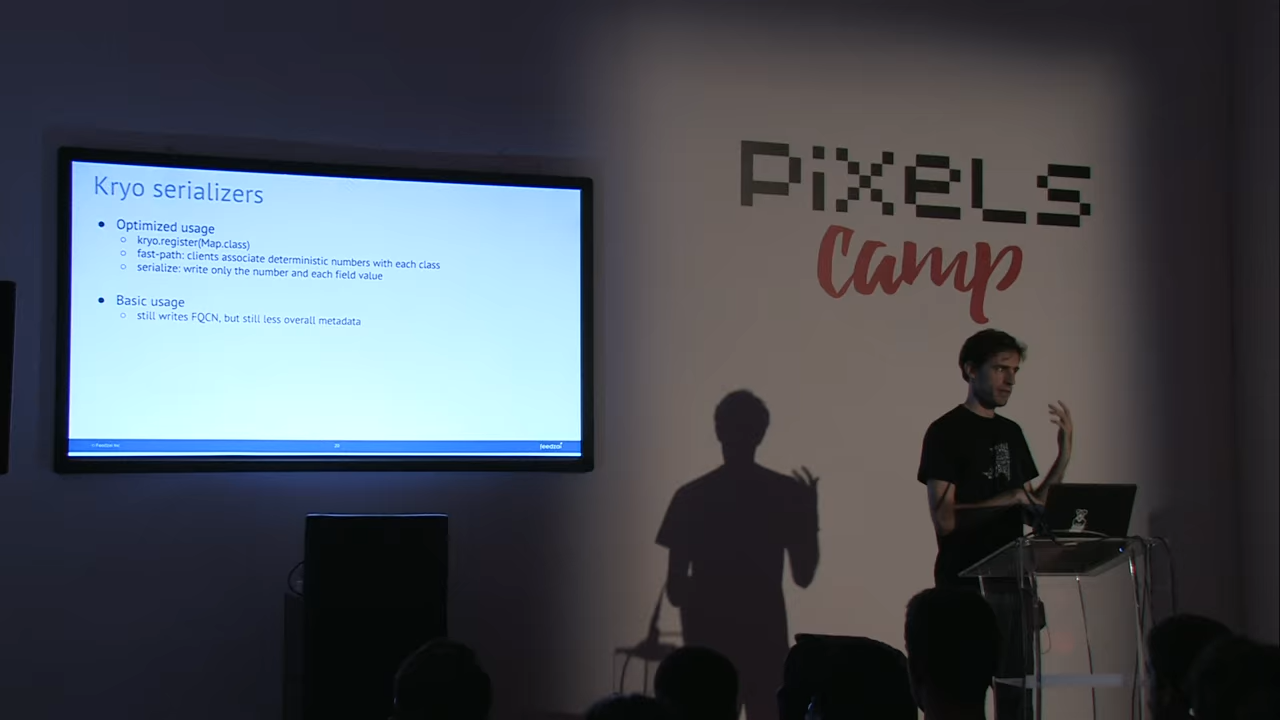 Kryo serializers
● Optimized usage
○ kryo.register(Map.class)
○ fast-path: clients associate deterministic numbers with each class
○ serialize: write only the number and each field value
● Basic usage
○ still writes FQCN, but still less overall metadata
20
feedzai
pixels
camp